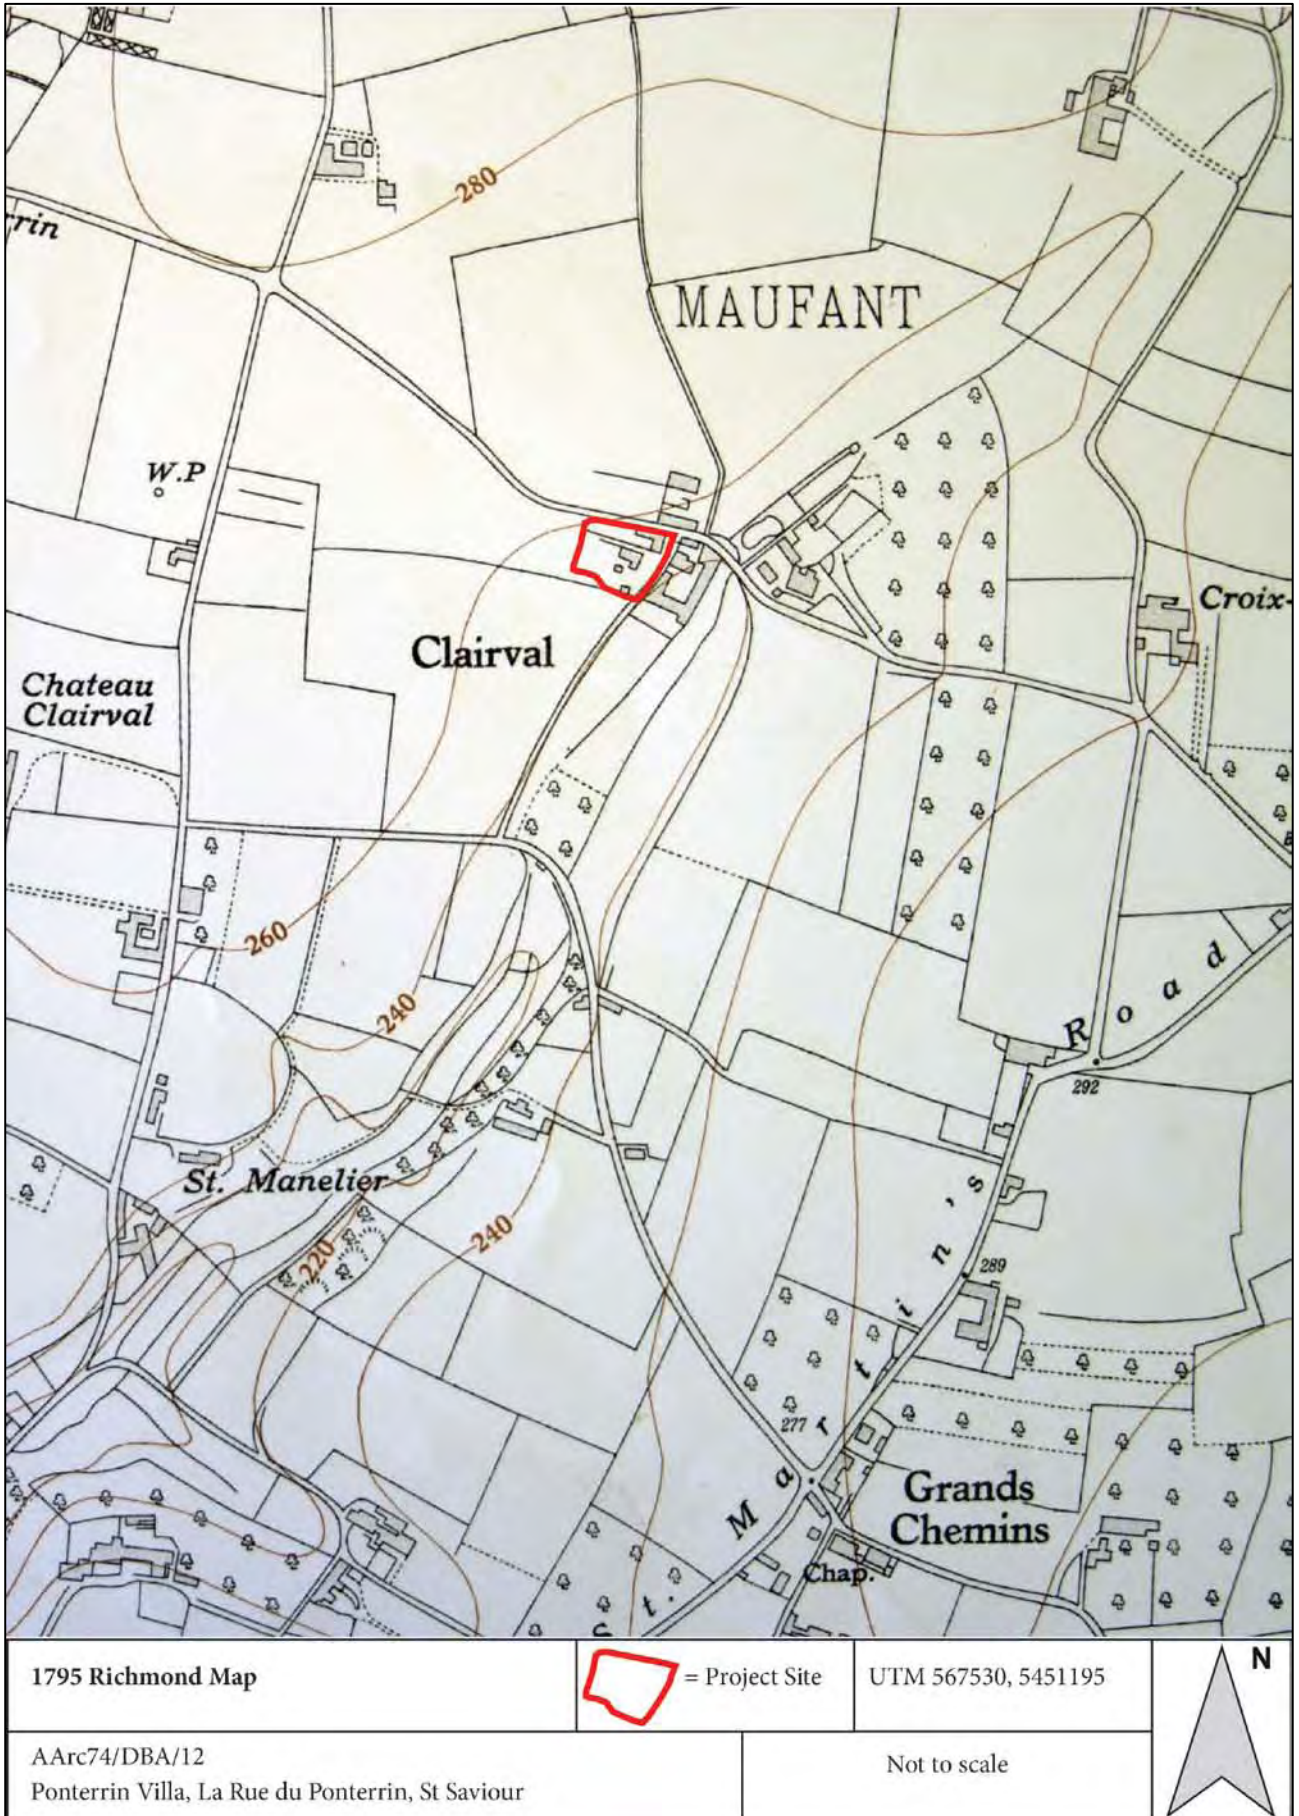 280
rrin
MAUFANT
W.P
Croix-
Clairval
Chateau
Clairval
260
240
Road
292
St. Manelier
240
220
289
277
St. Martin's
Grands
Chemins
Chap.
1795 Richmond Map
= Project Site
UTM 567530, 5451195
N
AArc74/DBA/12
Ponterrin Villa, La Rue du Ponterrin, St Saviour
Not to scale